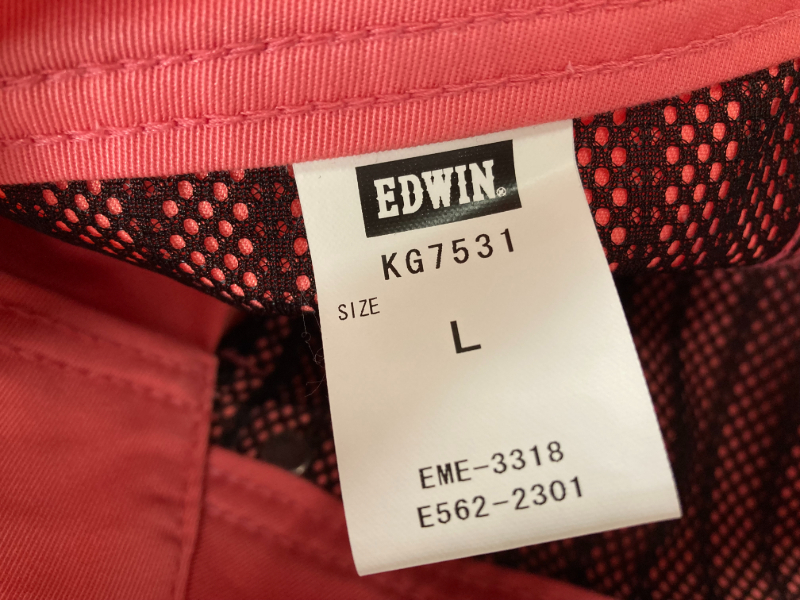 EDWIN®
KG7531
SIZE
L
EME-3318
E562-2301